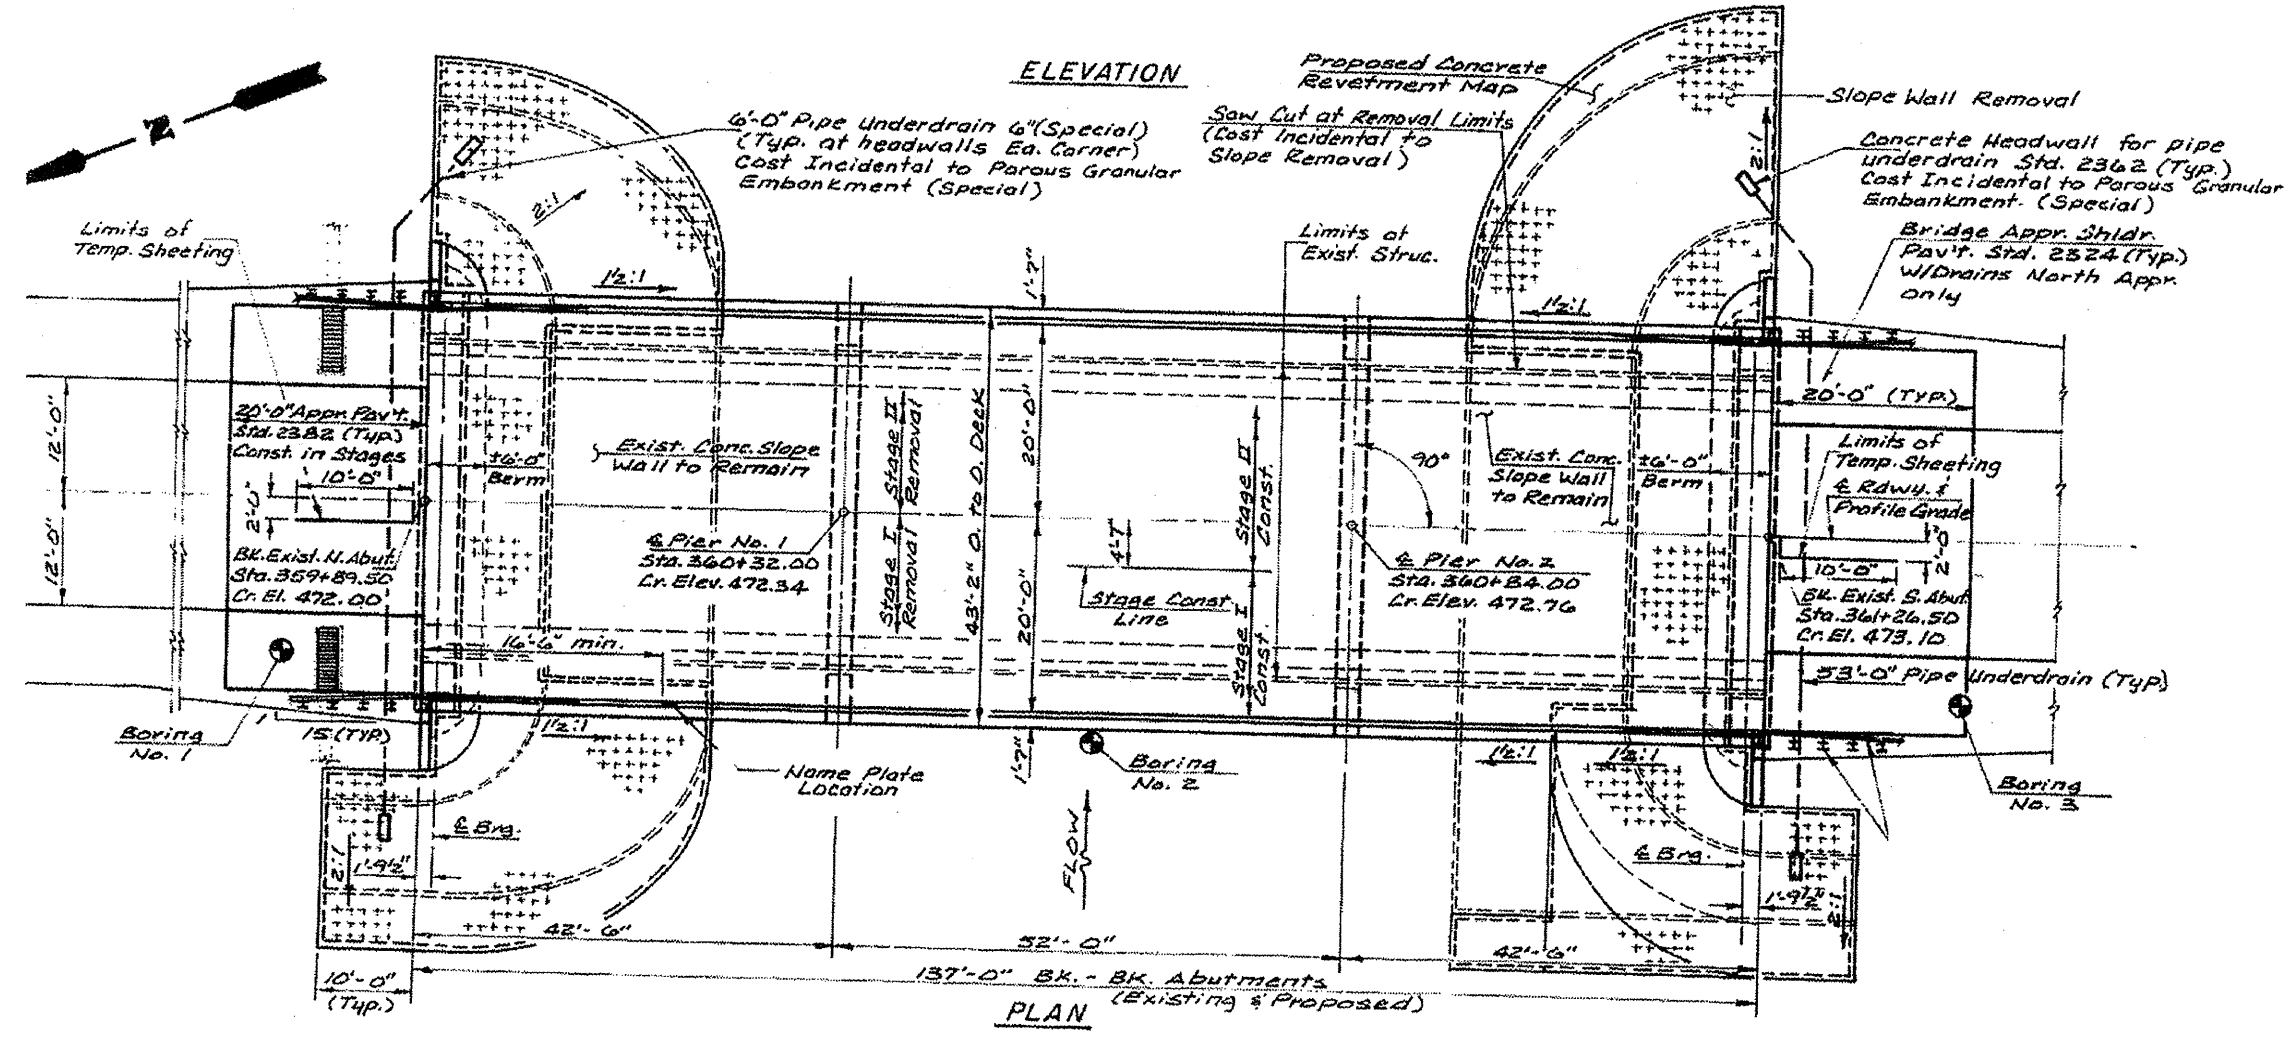 ELEVATION
N
6'-0" Pipe Underdrain 6"(Special)
(Typ. at headwalls Ea. Corner)
Cost Incidental to Parous Granular
Embankment (Special)
Proposed Concrete
Revetment Map
Saw Cut at Removal Limits
(Cost Incidental to
Slope Removal)
Slope Wall Removal
Concrete Headwall for pipe
underdrain Std. 2362 (Typ.)
Cost Incidental to Porous Granular
Embankment. (Special)
Bridge Appr. Shldr.
Pav't. Std. 2324 (Typ.)
W/Drains North Appr.
only
Limits of
Temp. Sheeting
Limits of
Exist. Struc.
2:1
2:1
1½:1
1½:1
1'-7"
12'-0"
12'-0"
20'-0" Appr. Pav't.
Std. 2382 (Typ.)
Const. in Stages
10'-0"
2'-0"
BK. Exist. N. Abut.
Sta. 359+89.50
Cr. El. 472.00
±6'-0"
Berm
Exist. Conc. Slope
Wall to Remain
℄ Pier No. 1
Sta. 360+32.00
Cr. Elev. 472.34
Stage II
Removal
Stage I
Removal
43'-2" O. to O. Deck
20'-0"
20'-0"
4'-T
Stage Const.
Line
Stage II
Const.
Stage I
Const.
90°
℄ Pier No. 2
Sta. 360+84.00
Cr. Elev. 472.76
Exist. Conc.
Slope Wall
to Remain
±6'-0"
Berm
20'-0" (TYP.)
Limits of
Temp. Sheeting
℄ Rdwy. &
Profile Grade
2'-0
10'-0"
BK. Exist. S. Abut.
Sta. 361+26.50
Cr. El. 473.10
53'-0" Pipe Underdrain (Typ)
16'-6" min.
Boring
No. 1
15 (TYP.)
1½:1
Name Plate
Location
1'-7"
Boring
No. 2
FLOW
1½:1
1½:1
Boring
No. 3
℄ Brg.
2:1
1'-9½"
℄ Brg.
1'-9½"
2:1
42'-6"
52'-0"
42'-6"
10'-0"
(Typ.)
137'-0" BK. - BK. Abutments
(Existing & Proposed)
PLAN